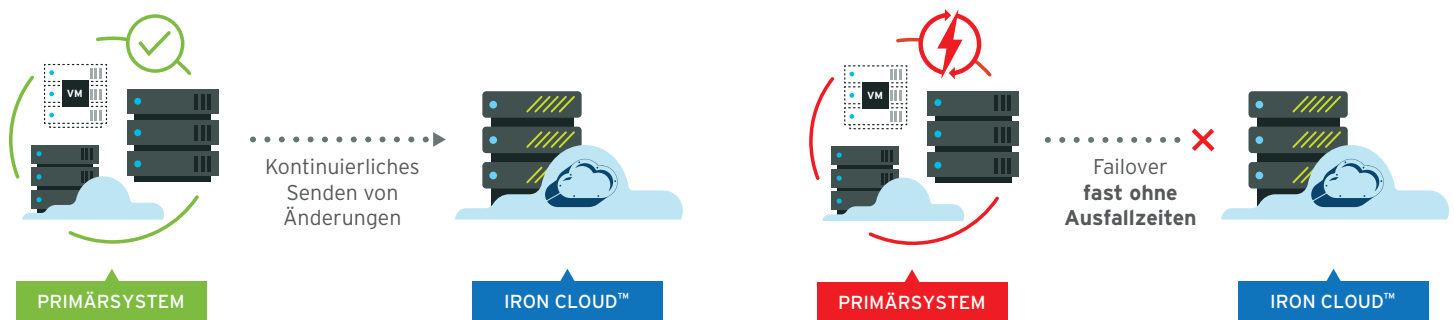 VM
Kontinuierliches
Senden von
Änderungen
PRIMÄRSYSTEM
IRON CLOUD™
VM
Failover
fast ohne
Ausfallzeiten
PRIMÄRSYSTEM
IRON CLOUD™